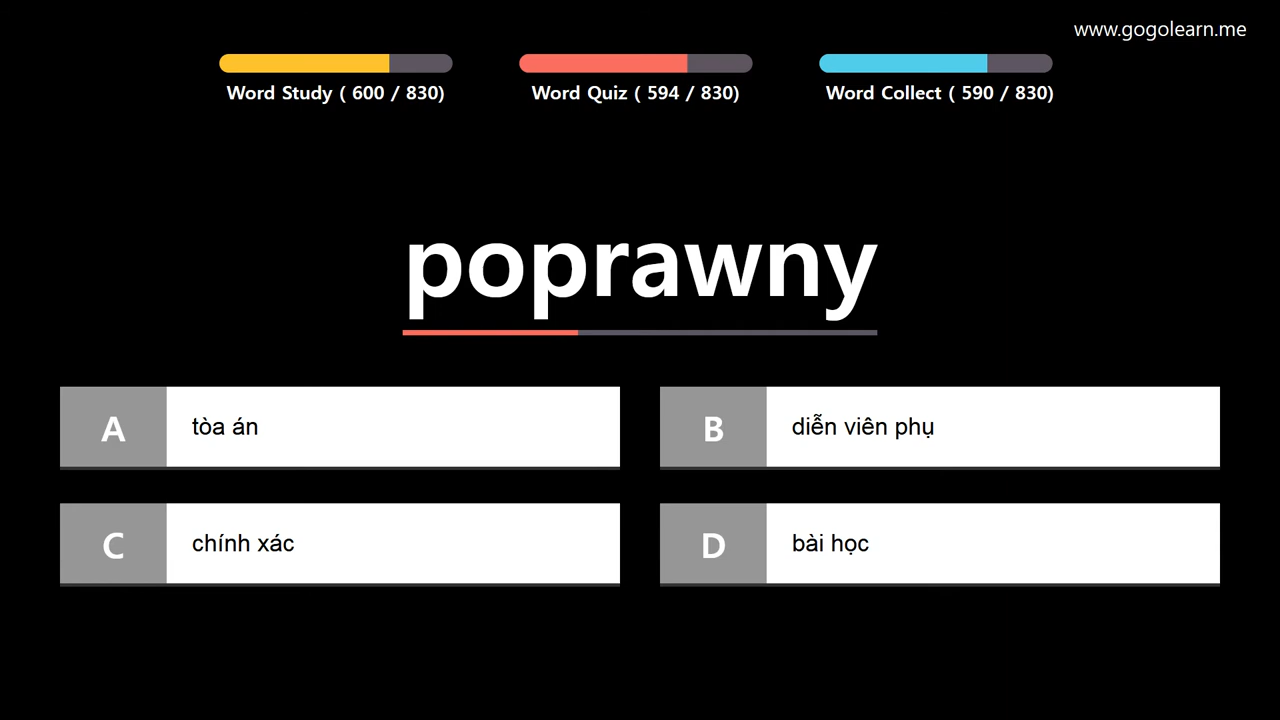 www.gogolearn.me
Word Study ( 600 / 830)
Word Quiz ( 594 / 830)
Word Collect ( 590 / 830)
poprawny
A
tòa án
B
diễn viên phụ
C
chính xác
D
bài học